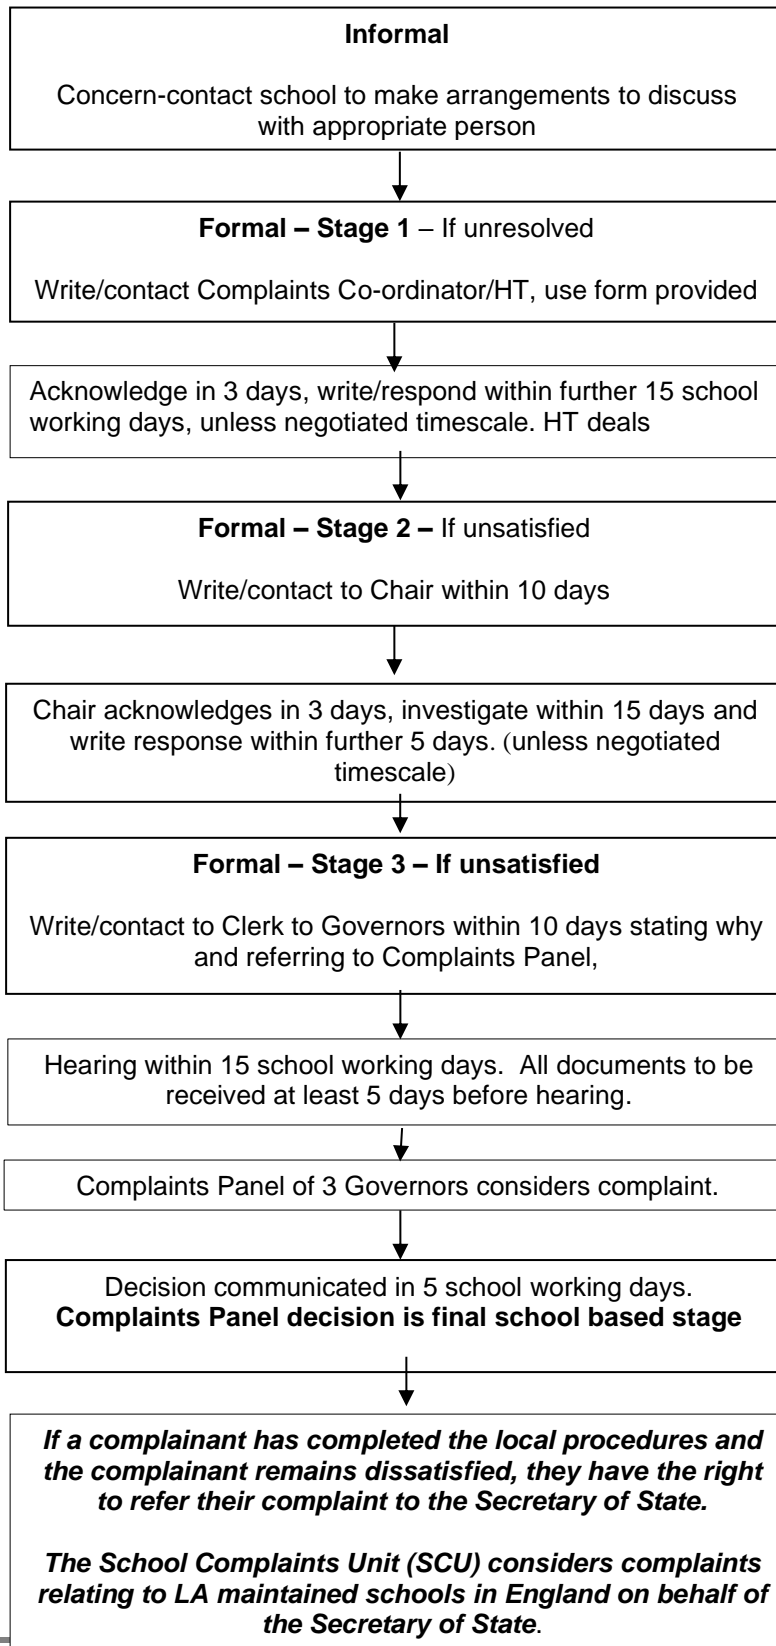 Informal
Concern-contact school to make arrangements to discuss
with appropriate person
Formal – Stage 1 – If unresolved
Write/contact Complaints Co-ordinator/HT, use form provided
Acknowledge in 3 days, write/respond within further 15 school
working days, unless negotiated timescale. HT deals
Formal – Stage 2 – If unsatisfied
Write/contact to Chair within 10 days
Chair acknowledges in 3 days, investigate within 15 days and
write response within further 5 days. (unless negotiated
timescale)
Formal – Stage 3 – If unsatisfied
Write/contact to Clerk to Governors within 10 days stating why
and referring to Complaints Panel,
Hearing within 15 school working days.  All documents to be
received at least 5 days before hearing.
Complaints Panel of 3 Governors considers complaint.
Decision communicated in 5 school working days.
Complaints Panel decision is final school based stage
If a complainant has completed the local procedures and
the complainant remains dissatisfied, they have the right
to refer their complaint to the Secretary of State.
The School Complaints Unit (SCU) considers complaints
relating to LA maintained schools in England on behalf of
the Secretary of State.